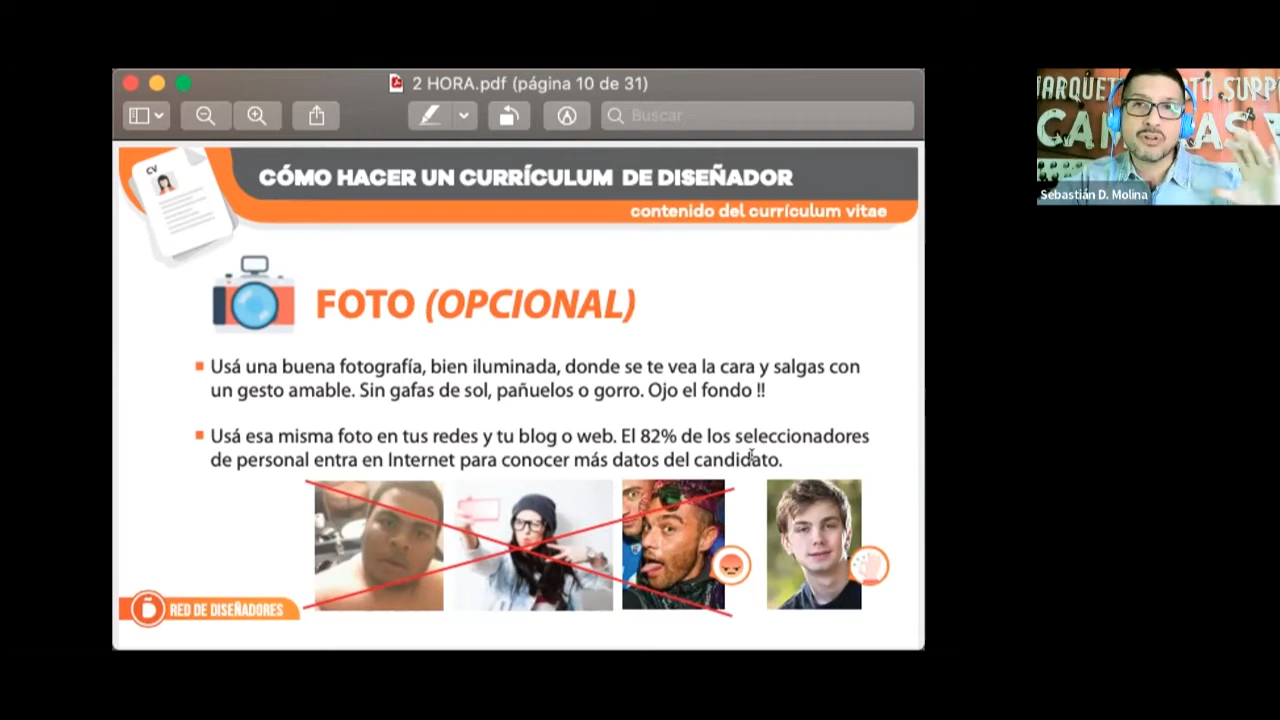 2 HORA.pdf (página 10 de 31)
Buscar
CV
CÓMO HACER UN CURRÍCULUM DE DISEÑADOR
contenido del currículum vitae
FOTO (OPCIONAL)
Usá una buena fotografía, bien iluminada, donde se te vea la cara y salgas con
un gesto amable. Sin gafas de sol, pañuelos o gorro. Ojo el fondo !!
Usá esa misma foto en tus redes y tu blog o web. El 82% de los seleccionadores
de personal entra en Internet para conocer más datos del candidato.
RED DE DISEÑADORES
Sebastián D. Molina